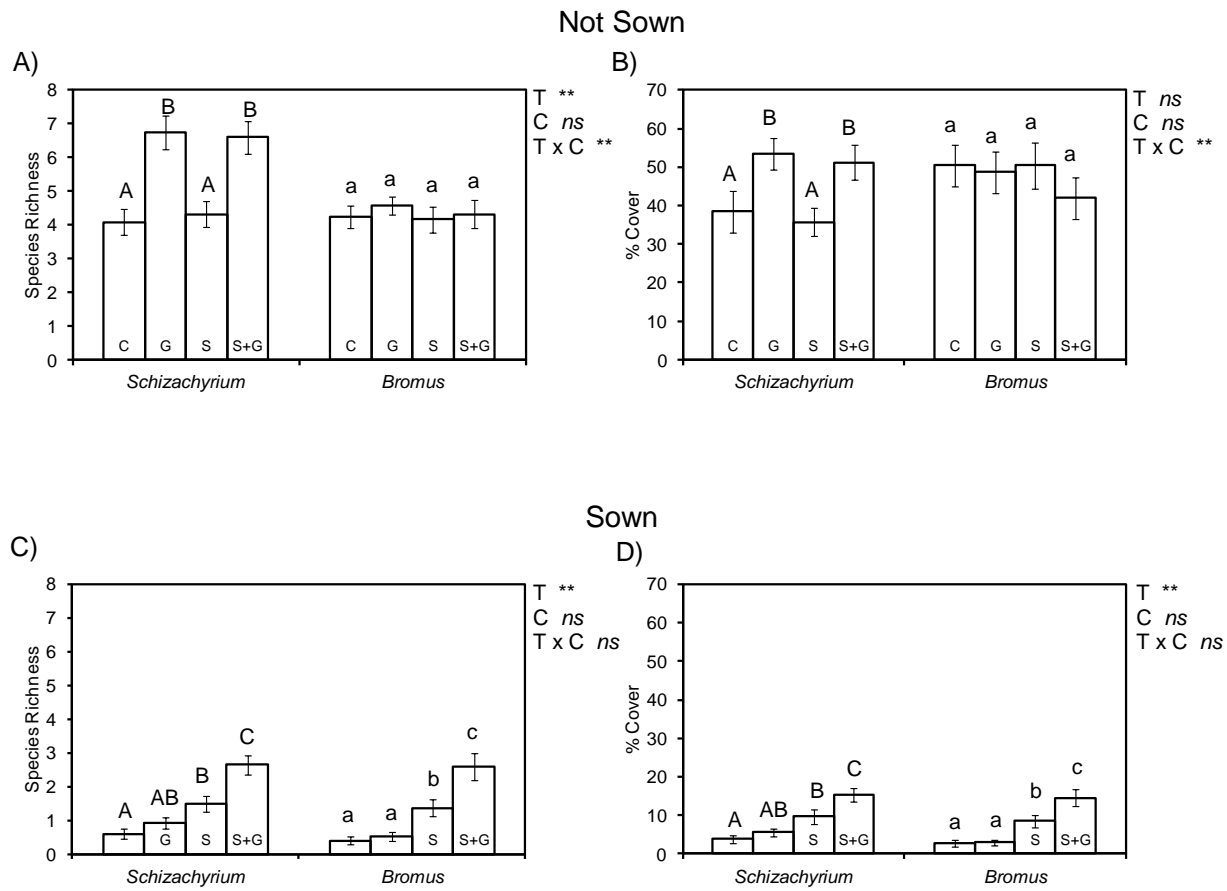 Not Sown
A)
8
7
6
5
4
3
2
1
0
Species Richness
A
B
A
B
a
a
a
a
C
G
S
S+G
C
G
S
S+G
Schizachyrium
Bromus
T **
C ns
T x C **
B)
70
60
50
40
30
20
10
0
% Cover
A
B
A
B
a
a
a
a
C
G
S
S+G
C
G
S
S+G
Schizachyrium
Bromus
T ns
C ns
T x C **
Sown
C)
8
7
6
5
4
3
2
1
0
Species Richness
A
AB
B
C
a
a
b
c
G
S
S+G
S
S+G
Schizachyrium
Bromus
T **
C ns
T x C ns
D)
70
60
50
40
30
20
10
0
% Cover
A
AB
B
C
a
a
b
c
S
S+G
S
S+G
Schizachyrium
Bromus
T **
C ns
T x C ns